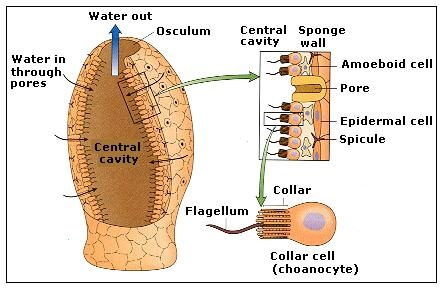 Water out
Osculum
Water in
through
pores
Central
cavity
Central
cavity
Sponge
wall
Amoeboid cell
Pore
Epidermal cell
Spicule
Collar
Flagellum
Collar cell
(choanocyte)